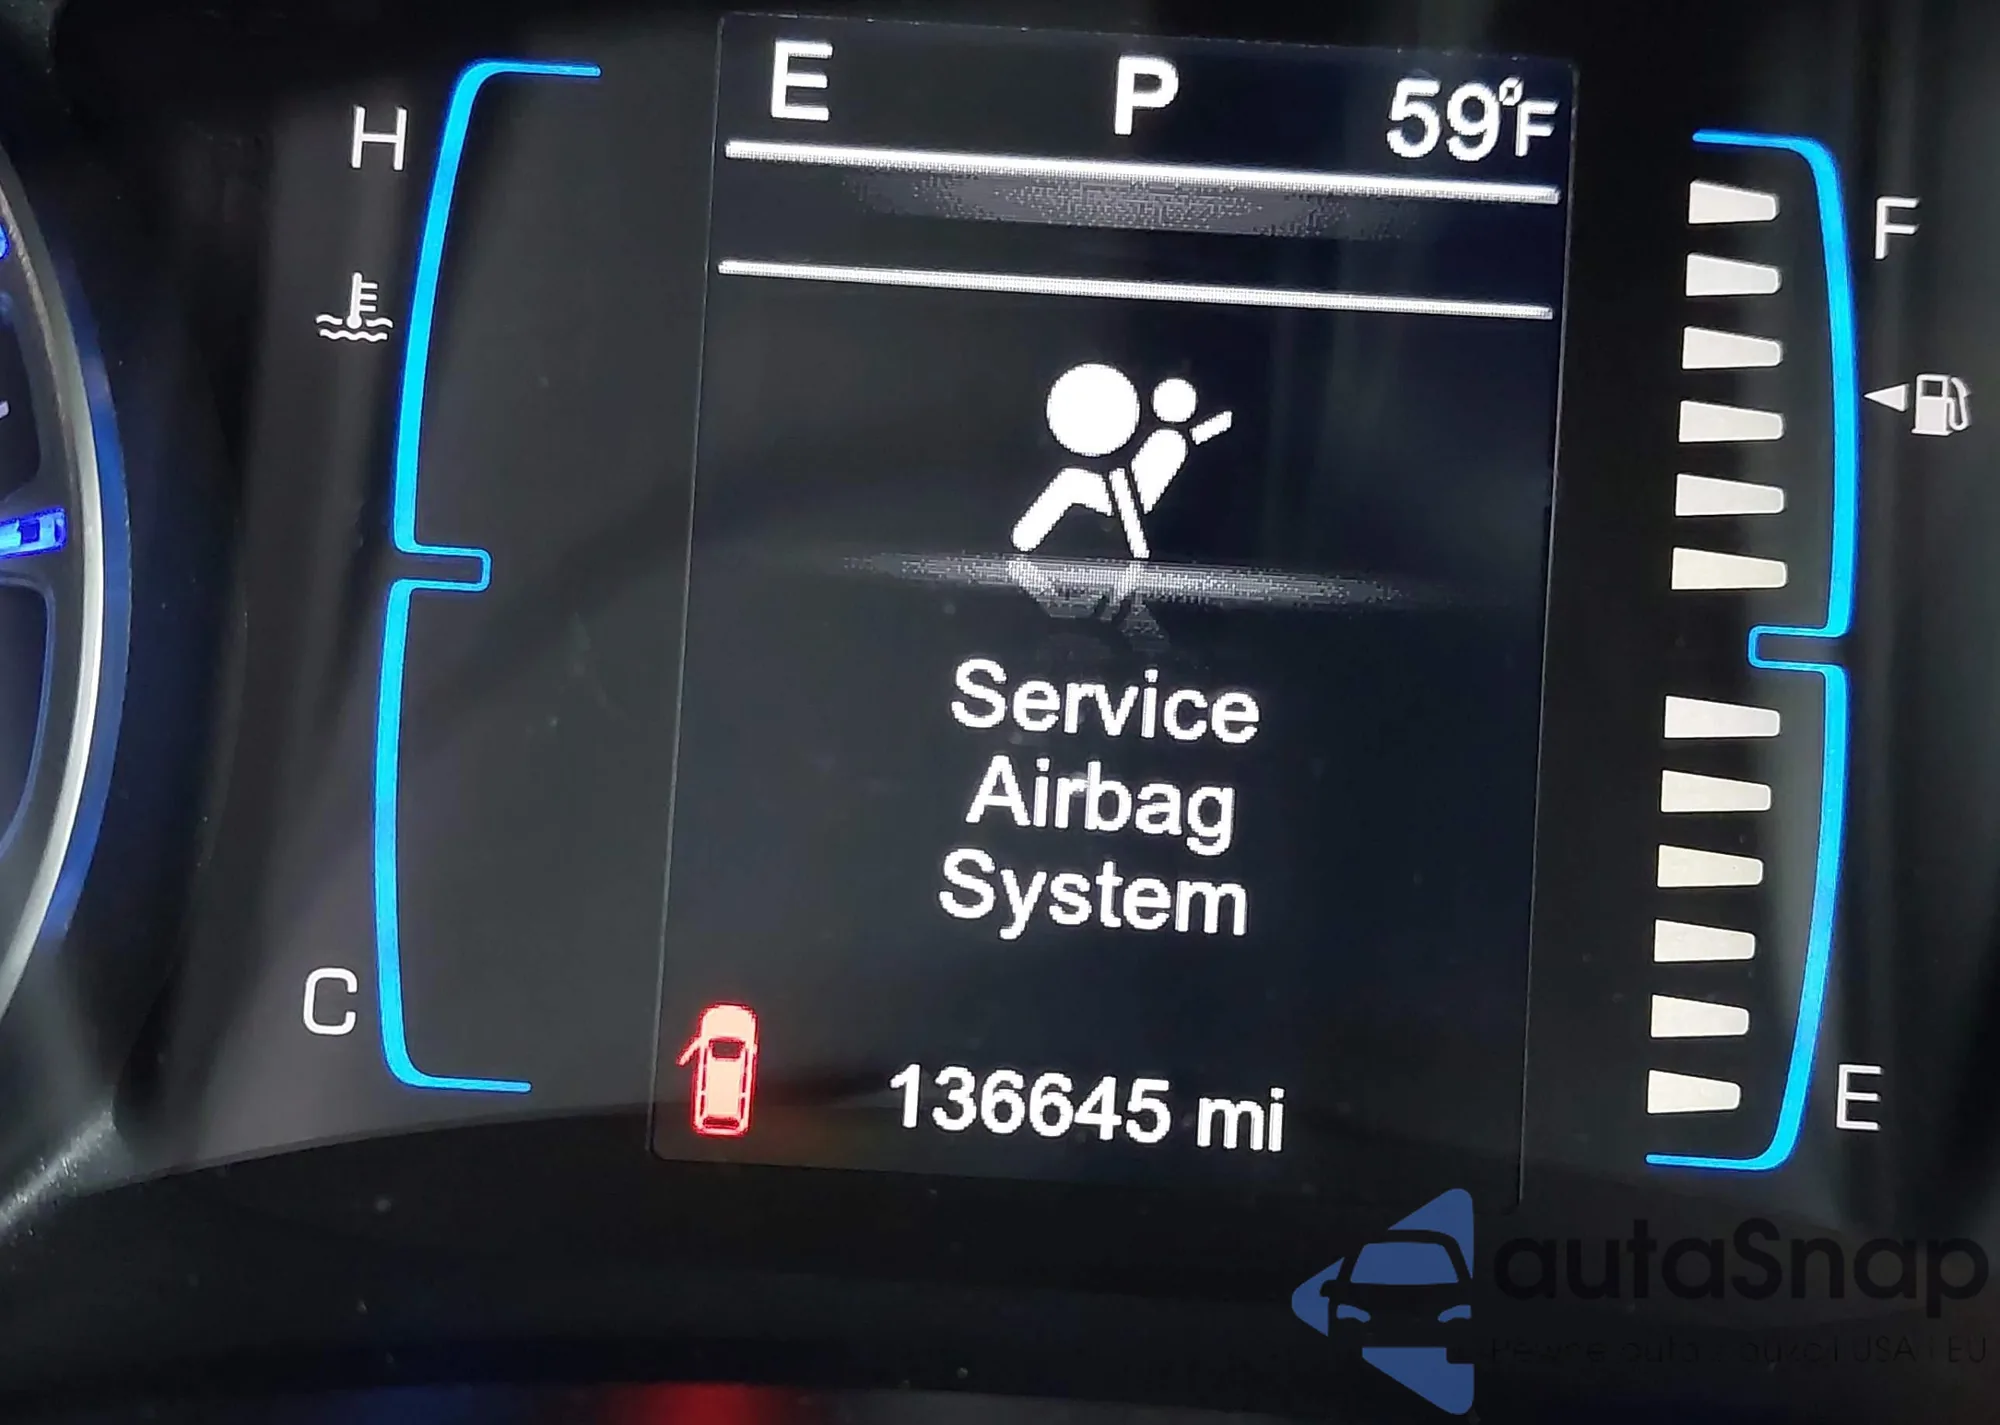 E P 59°F
H
F
Service
Airbag
System
C
136645 mi
E
autaSnap